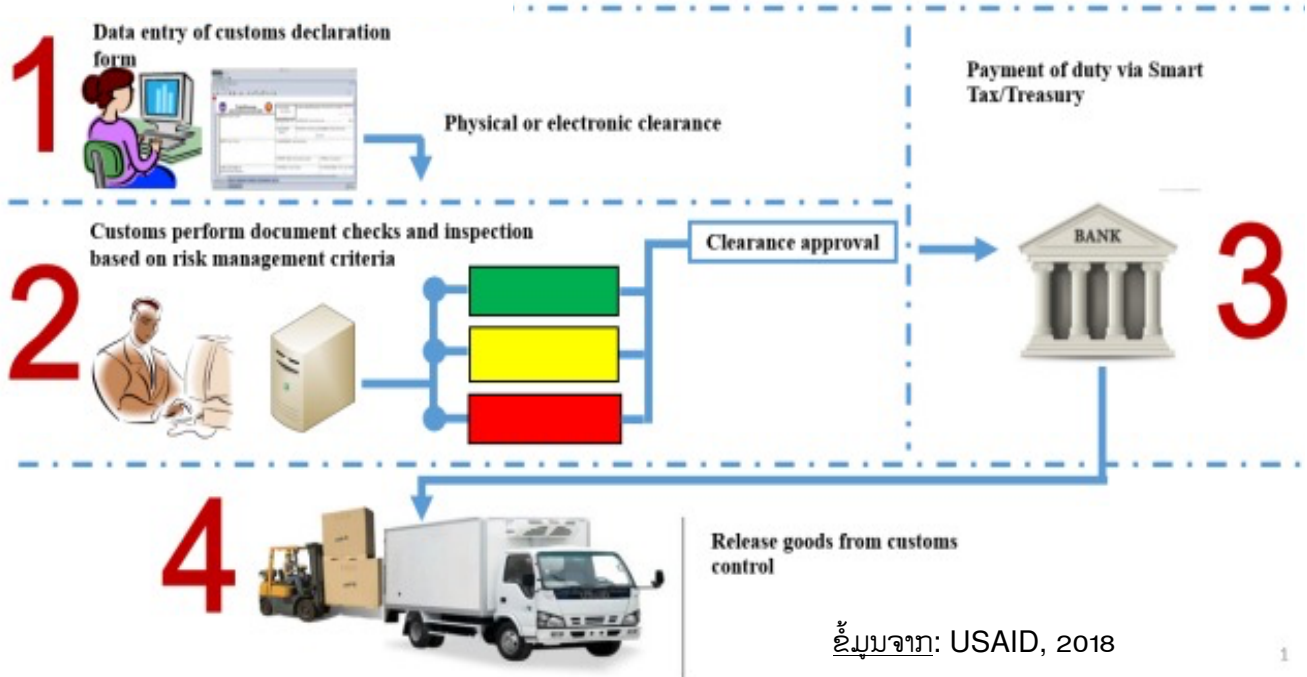 1
Data entry of customs declaration
form
Physical or electronic clearance
Payment of duty via Smart
Tax/Treasury
2
Customs perform document checks and inspection
based on risk management criteria
Clearance approval
BANK
3
4
Release goods from customs
control
ຂໍ້ມູນຈາກ: USAID, 2018
1